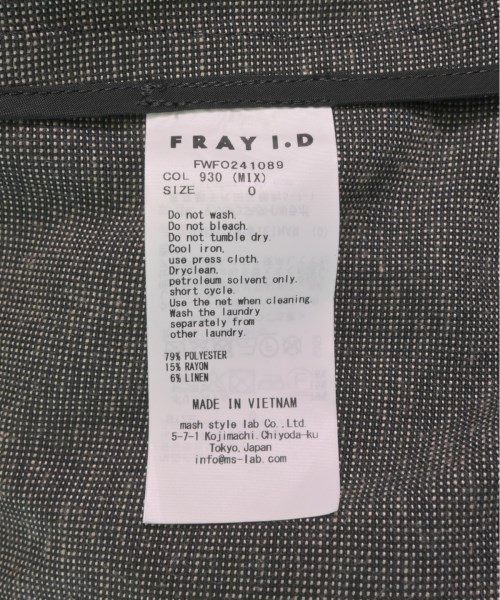 FRAY I.D
FWFO241089
COL 930 (MIX)
SIZE 0
Do not wash.
Do not bleach.
Do not tumble dry.
Cool iron,
use press cloth.
Dryclean,
petroleum solvent only.
short cycle.
Use the net when cleaning.
Wash the laundry
separately from
other laundry.
79% POLYESTER
15% RAYON
6% LINEN
MADE IN VIETNAM
mash style lab Co.,Ltd.
5-7-1 Kojimachi,Chiyoda-ku
Tokyo,Japan
info@ms-lab.com